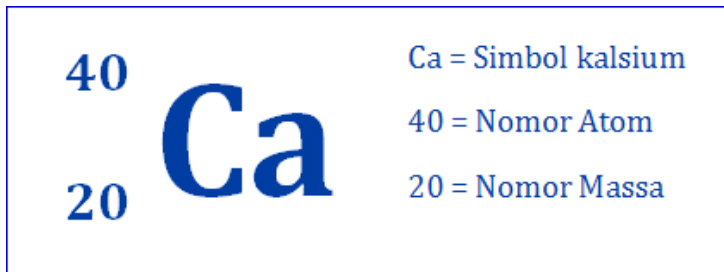 40
Ca
20
Ca = Simbol kalsium
40 = Nomor Atom
20 = Nomor Massa